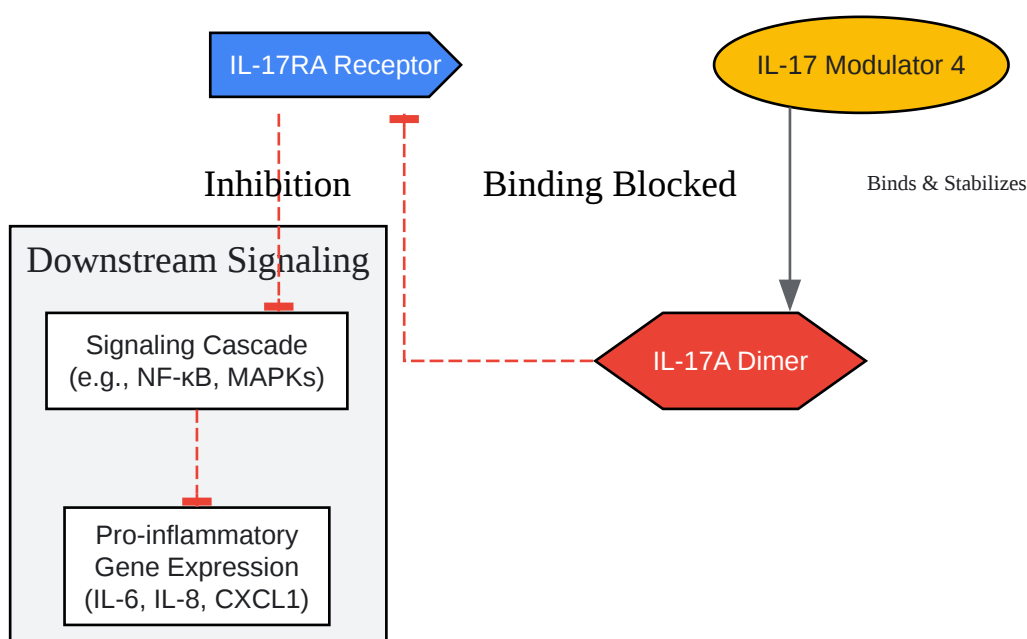 IL-17RA Receptor
IL-17 Modulator 4
Inhibition
Binding Blocked
Binds & Stabilizes
Downstream Signaling
Signaling Cascade
(e.g., NF-κB, MAPKs)
IL-17A Dimer
Pro-inflammatory
Gene Expression
(IL-6, IL-8, CXCL1)